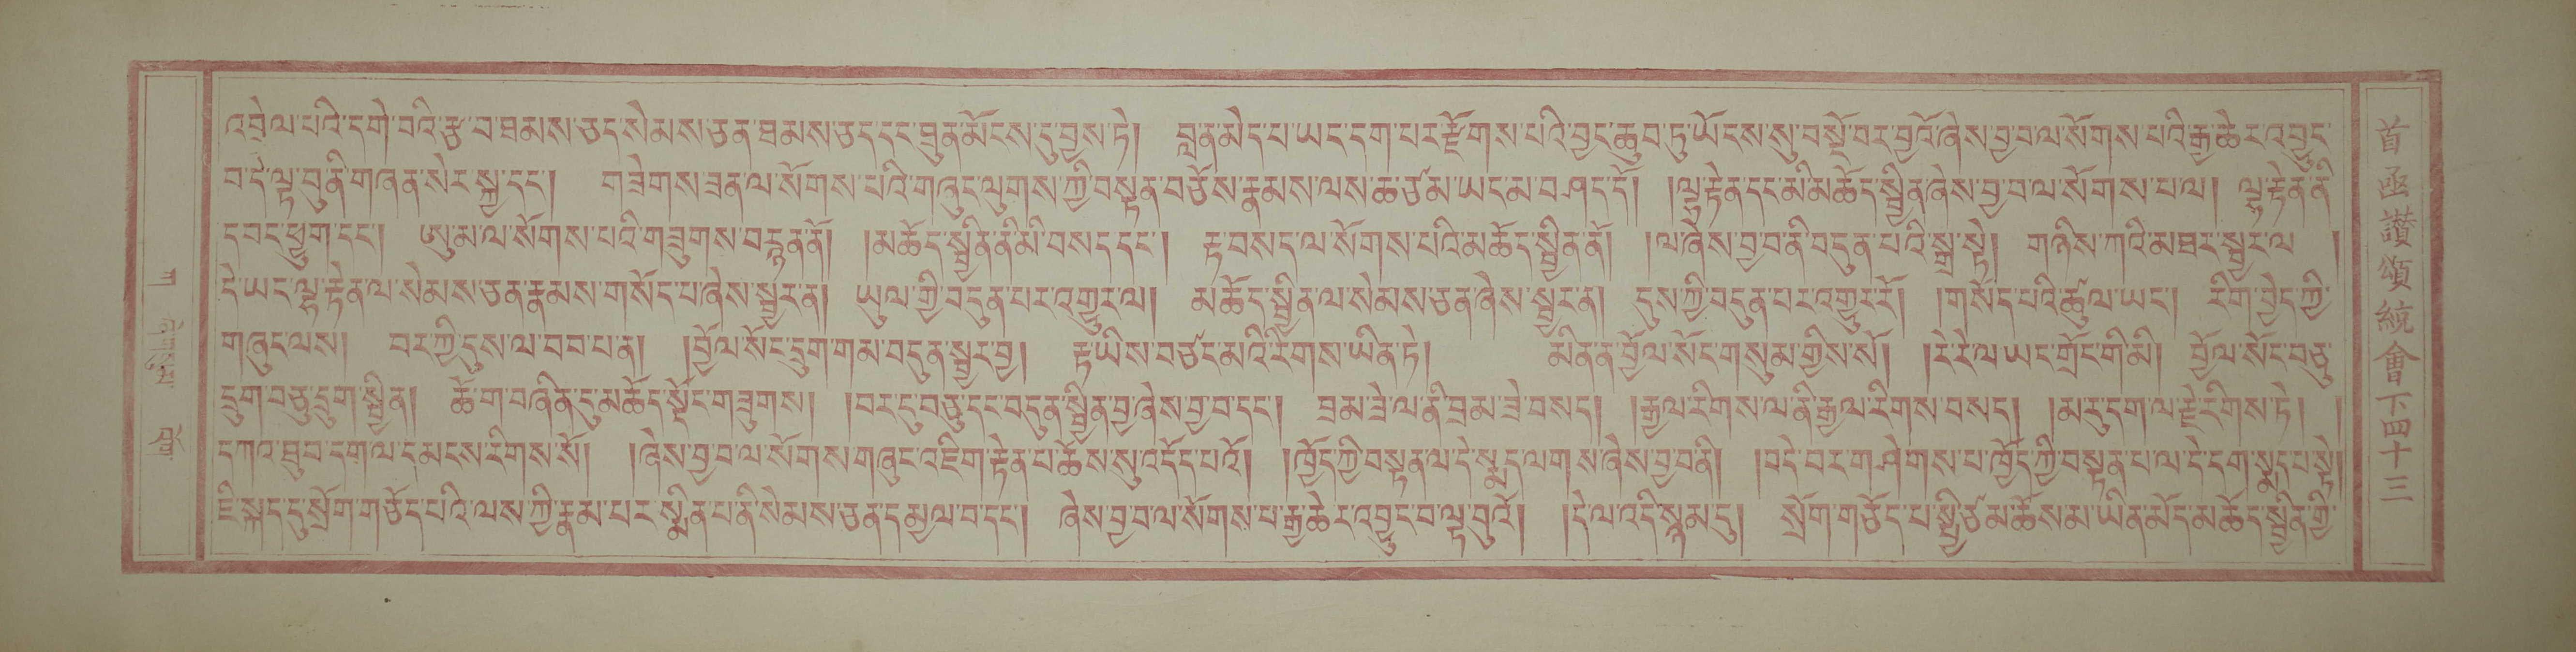 འབྲེལ་པའི་དགེ་བའི་རྩ་བ་ཐམས་ཅད་སེམས་ཅན་ཐམས་ཅད་དང་ཐུན་མོངས་དུ་བྱས་ཏེ། བླ་ན་མེད་པ་ཡང་དག་པར་རྫོགས་པའི་བྱང་ཆུབ་ཏུ་ཡོངས་སུ་བསྔོ་བར་བྱའོ་ཞེས་བྱ་བ་ལ་སོགས་པའི་རྒྱ་ཆེར་འབྱུང་
བ་དེ་ལྟ་བུ་ནི་གཞན་སེར་སྐྱ་དང༌། གཟེགས་ཟན་ལ་སོགས་པའི་གཞུང་ལུགས་ཀྱི་བསྟན་བཅོས་རྣམས་ལས་ཆ་ཙམ་ཡང་མ་བཤད་དོ། །ལྷ་རྟེན་དང་མི་མཆོད་སྦྱིན་ཞེས་བྱ་བ་ལ་སོགས་པ་ལ། ལྷ་རྟེན་ནི
དབང་ཕྱུག་དང༌། ཨུ་མ་ལ་སོགས་པའི་གཟུགས་བརྙན་ནོ། །མཆོད་སྦྱིན་ནི་མི་བསད་དང༌། རྟ་བསད་ལ་སོགས་པའི་མཆོད་སྦྱིན་ནོ། །ལ་ཞེས་བྱ་བ་ནི་བདུན་པའི་སྒྲ་སྟེ། གཉིས་ཀའི་མཐར་སྦྱར་ལ །
དེ་ཡང་ལྷ་རྟེན་ལ་སེམས་ཅན་རྣམས་གསོད་པ་ཞེས་སྦྱར་ན། ཡུལ་གྱི་བདུན་པར་འགྱུར་ལ། མཆོད་སྦྱིན་ལ་སེམས་ཅན་ཞེས་སྦྱར་ན། དུས་ཀྱི་བདུན་པར་འགྱུར་རོ། །གསོད་པའི་ཚུལ་ཡང༌། རིག་བྱེད་ཀྱི་
གཞུང་ལས། བར་ཀྱི་དུས་ལ་བབ་པ་ན། །བྱོལ་སོང་དྲུག་གམ་བདུན་སྦྱར་བྱ། རྟ་ཡིས་བཙང་མའི་རིགས་ཡིན་ཏེ། མིན་ན་བྱོལ་སོང་གསུམ་གྱིས་སོ། །རེ་རེ་ལ་ཡང་གྲོང་གི་མི། བྱོལ་སོང་བཅུ་
དྲུག་བཅུ་དྲུག་སྦྱིན། ཆོ་ག་བཞིན་དུ་མཆོད་སྡོང་གཟུགས། །བར་དུ་བཅུ་དང་བདུན་སྦྱིན་བྱ་ཞེས་བྱ་བ་དང༌། བྲམ་ཟེ་ལ་ནི་བྲམ་ཟེ་བསད། །རྒྱལ་རིགས་ལ་ནི་རྒྱལ་རིགས་བསད། །མ་རུ་དག་ལ་རྗེ་རིགས་ཏེ། །
དཀའ་ཐུབ་དག་ལ་དམངས་རིགས་སོ། །ཞེས་བྱ་བ་ལ་སོགས་གཞུང་འཇིག་རྟེན་པ་ཆོས་སུ་འདོད་པའོ། །ཁྱོད་ཀྱི་བསྟན་ལ་དེ་སྨད་ལགས་ཞེས་བྱ་བ་ནི། །བདེ་བར་གཤེགས་པ་ཁྱོད་ཀྱི་བསྟན་པ་ལ་དེ་དག་སྨད་པ་སྟེ།
ཇི་སྐད་དུ་སྲོག་གཅོད་པའི་ལས་ཀྱི་རྣམ་པར་སྨིན་པ་ནི་སེམས་ཅན་དམྱལ་བ་དང༌། ཞེས་བྱ་བ་ལ་སོགས་པ་རྒྱ་ཆེར་འབྱུང་བ་ལྟ་བུའོ། །དེ་ལ་འདི་སྙམ་དུ། སྲོག་གཅོད་པ་སྤྱི་ཙམ་ཆོས་མ་ཡིན་མོད་མཆོད་སྦྱིན་གྱི་
首函讚頌統會下四十三